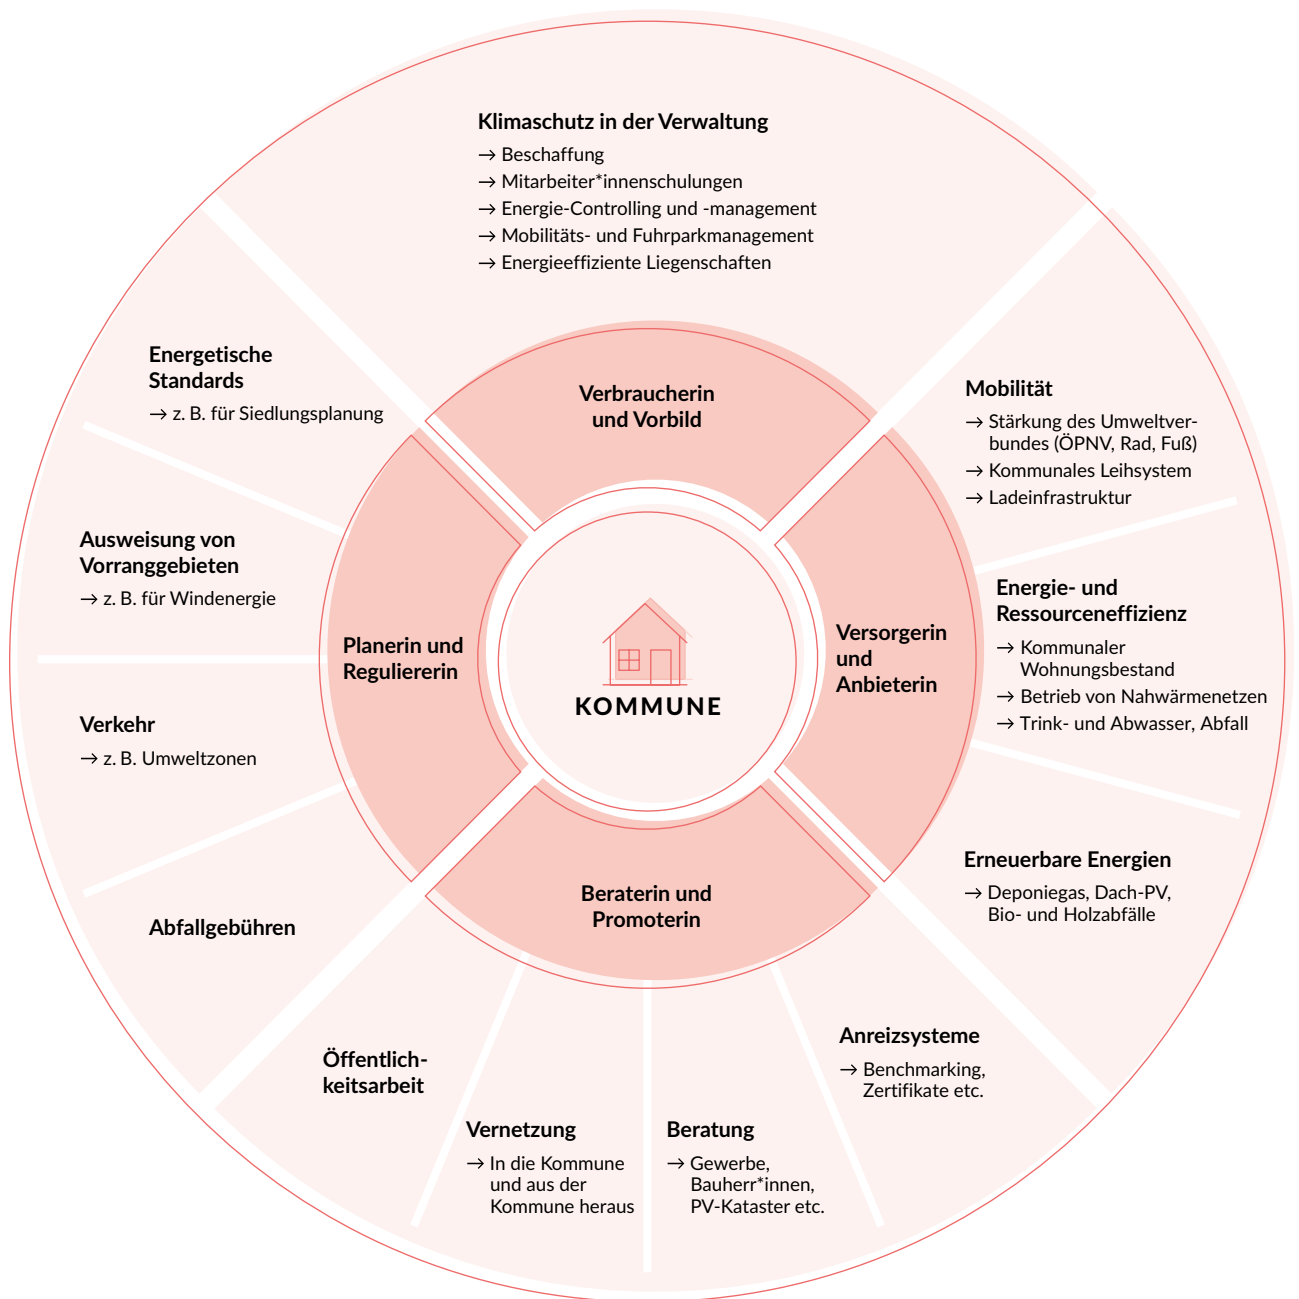 Klimaschutz in der Verwaltung
→ Beschaffung
→ Mitarbeiter*innenschulungen
→ Energie-Controlling und -management
→ Mobilitäts- und Fuhrparkmanagement
→ Energieeffiziente Liegenschaften
Verbraucherin
und Vorbild
Mobilität
→ Stärkung des Umweltver-
bundes (ÖPNV, Rad, Fuß)
→ Kommunales Leihsystem
→ Ladeinfrastruktur
Energie- und
Ressourceneffizienz
→ Kommunaler
Wohnungsbestand
→ Betrieb von Nahwärmenetzen
→ Trink- und Abwasser, Abfall
Erneuerbare Energien
→ Deponiegas, Dach-PV,
Bio- und Holzabfälle
Versorgerin
und
Anbieterin
KOMMUNE
Planerin und
Reguliererin
Energetische
Standards
→ z. B. für Siedlungsplanung
Ausweisung von
Vorranggebieten
→ z. B. für Windenergie
Verkehr
→ z. B. Umweltzonen
Abfallgebühren
Beraterin und
Promoterin
Öffentlich-
keitsarbeit
Vernetzung
→ In die Kommune
und aus der
Kommune heraus
Beratung
→ Gewerbe,
Bauherr*innen,
PV-Kataster etc.
Anreizsysteme
→ Benchmarking,
Zertifikate etc.